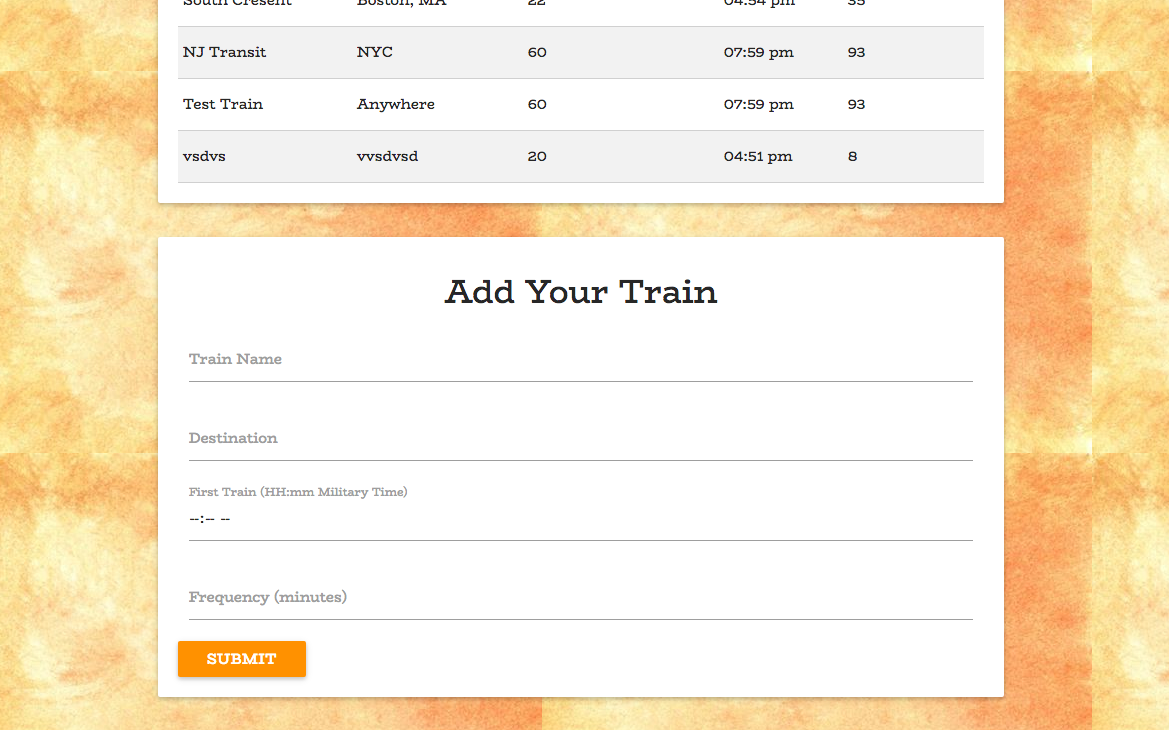 South Cresent Boston, MA 22 04:54 pm 35
NJ Transit NYC 60 07:59 pm 93
Test Train Anywhere 60 07:59 pm 93
vsdvs vvsdvsd 20 04:51 pm 8
Add Your Train
Train Name
Destination
First Train (HH:mm Military Time)
--:-- --
Frequency (minutes)
SUBMIT